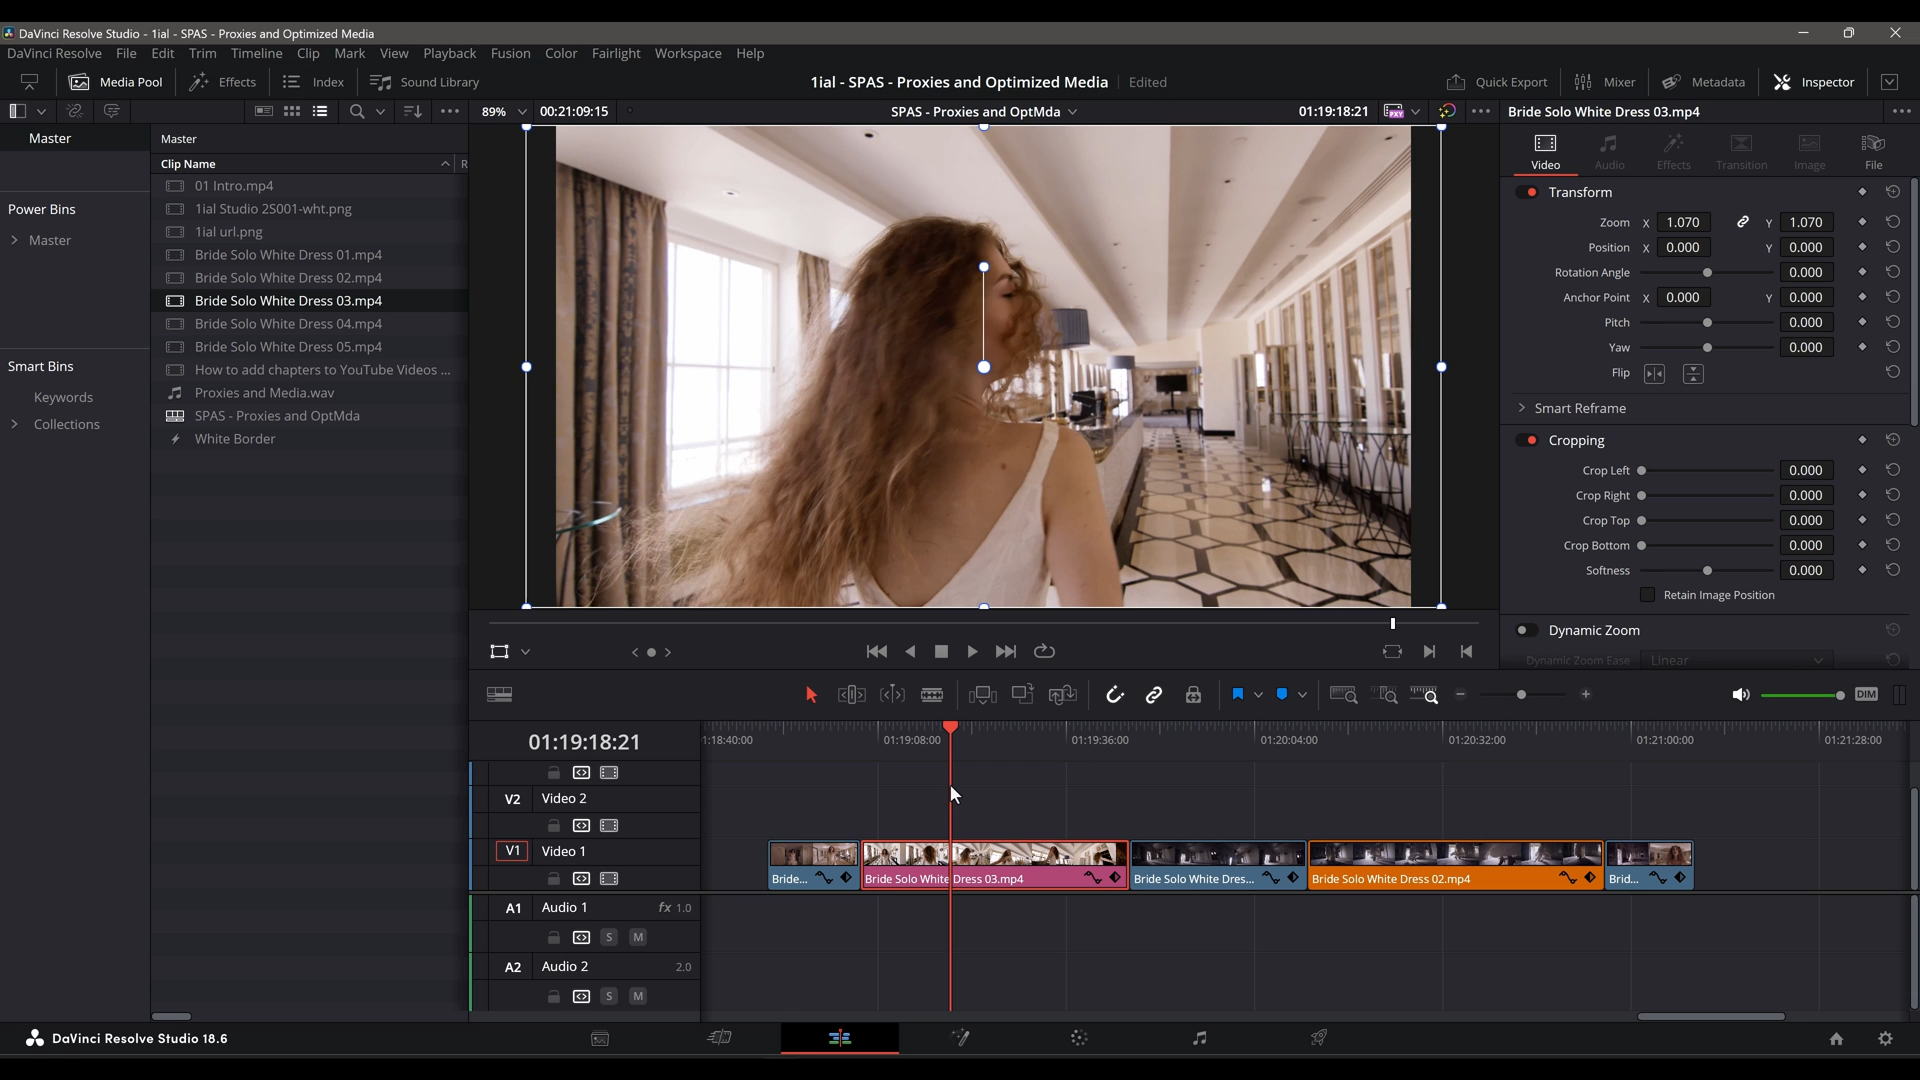 DaVinci Resolve Studio - 1ial - SPAS - Proxies and Optimized Media
DaVinci Resolve File Edit Trim Timeline Clip Mark View Playback Fusion Color Fairlight Workspace Help
Media Pool Effects Index Sound Library 1ial - SPAS - Proxies and Optimized Media Edited Quick Export Mixer Metadata Inspector
89% 00:21:09:15 SPAS - Proxies and OptMda 01:19:18:21 PXY Bride Solo White Dress 03.mp4
Master
Power Bins
Master
Smart Bins
Keywords
Collections
Master
Clip Name R
01 Intro.mp4
1ial Studio 2S001-wht.png
1ial url.png
Bride Solo White Dress 01.mp4
Bride Solo White Dress 02.mp4
Bride Solo White Dress 03.mp4
Bride Solo White Dress 04.mp4
Bride Solo White Dress 05.mp4
How to add chapters to YouTube Videos ...
Proxies and Media.wav
SPAS - Proxies and OptMda
White Border
Video Audio Effects Transition Image File
Transform
Zoom X 1.070 Y 1.070
Position X 0.000 Y 0.000
Rotation Angle 0.000
Anchor Point X 0.000 Y 0.000
Pitch 0.000
Yaw 0.000
Flip
Smart Reframe
Cropping
Crop Left 0.000
Crop Right 0.000
Crop Top 0.000
Crop Bottom 0.000
Softness 0.000
Retain Image Position
Dynamic Zoom
Dynamic Zoom Ease Linear
DIM
01:19:18:21
1:18:40:00 01:19:08:00 01:19:36:00 01:20:04:00 01:20:32:00 01:21:00:00 01:21:28:00
V2 Video 2
V1 Video 1
Bride... Bride Solo White Dress 03.mp4 Bride Solo White Dres... Bride Solo White Dress 02.mp4 Brid...
A1 Audio 1 fx 1.0
S M
A2 Audio 2 2.0
S M
DaVinci Resolve Studio 18.6